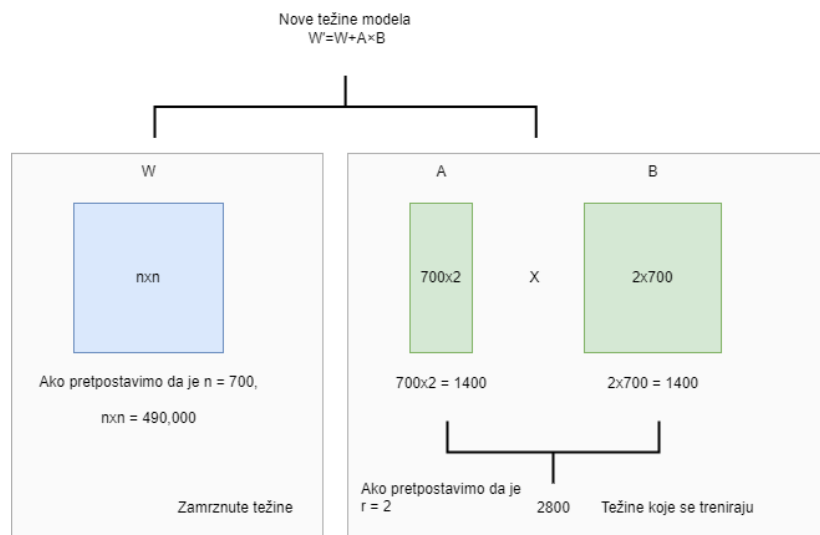 Nove težine modela
W'=W+A×B
W
A
B
nxn
700x2
X
2x700
Ako pretpostavimo da je n = 700,
nxn = 490,000
700x2 = 1400
2x700 = 1400
Zamrznute težine
Ako pretpostavimo da je
r = 2
2800
Težine koje se treniraju